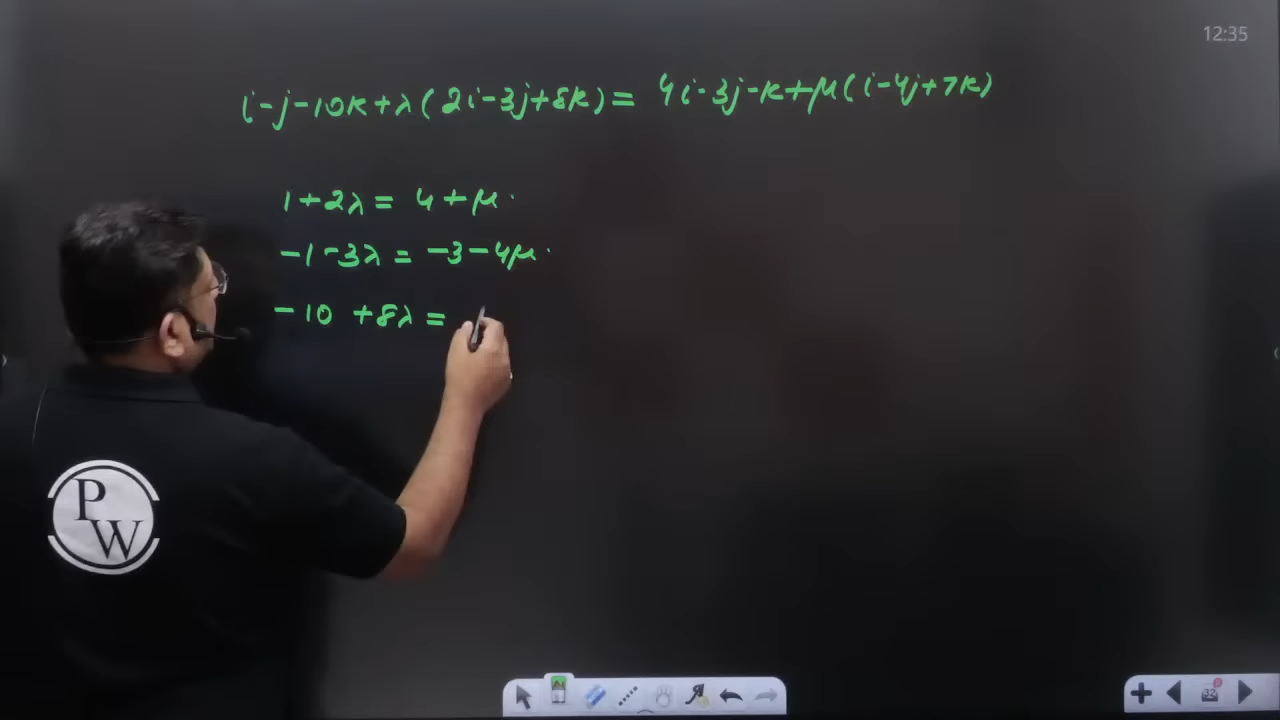 12:35
i-j-10k+λ(2i-3j+8k)= 4i-3j-k+μ(i-4j+7k)
1+2λ= 4+μ.
-1-3λ= -3-4μ.
-10 +8λ=
P
W
32